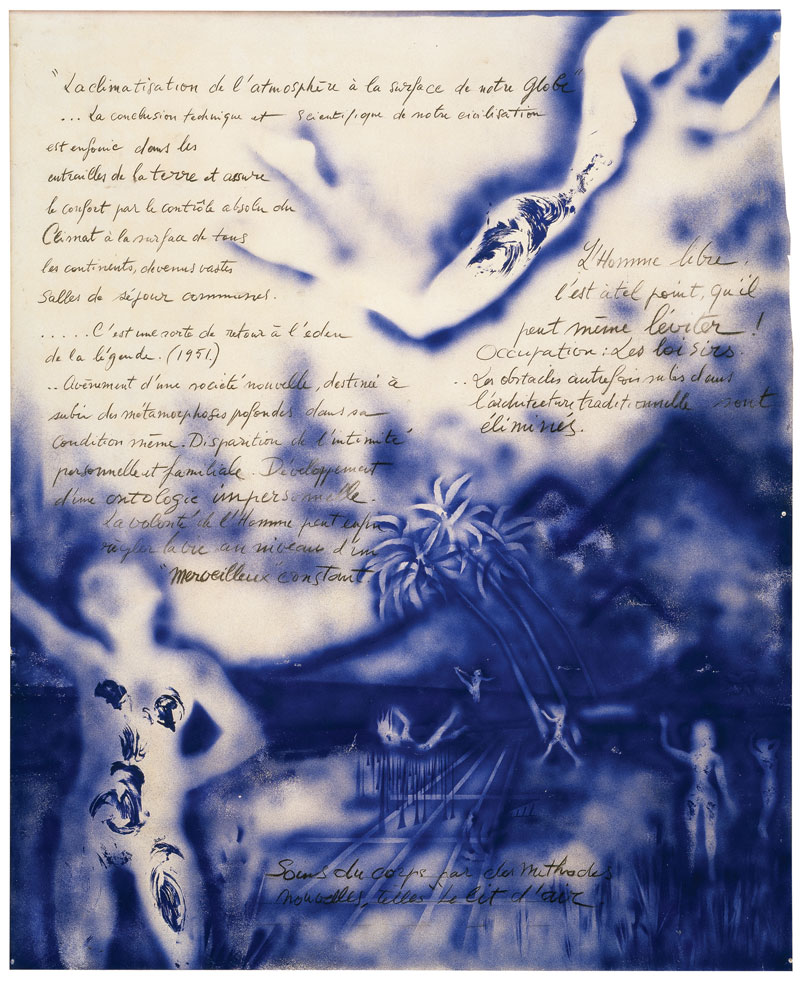 "La climatisation de l'atmosphère à la surface de notre globe"
... La conclusion technique et scientifique de notre civilisation
est enfouie dans les
entrailles de la terre et assure
le confort par le contrôle absolu du
Climat à la surface de tous
les continents, devenus vastes
salles de séjour communes.
..... C'est une sorte de retour à l'eden
de la légende. (1951.)
.. Avènement d'une société nouvelle, destinée à
subir des métamorphoses profondes dans sa
condition même. Disparition de l'intimité
personnelle et familiale. Développement
d'une ontologie impersonnelle.
La volonté de l'Homme peut enfin
régler la vie au niveau d'un
"merveilleux" constant
L'Homme libre,
l'est à tel point, qu'il
peut même léviter !
Occupation : Les loisirs.
... Les obstacles autrefois subis dans
l'architecture traditionnelle sont
éliminés.
Soins du corps par des méthodes
nouvelles, telles le lit d'air